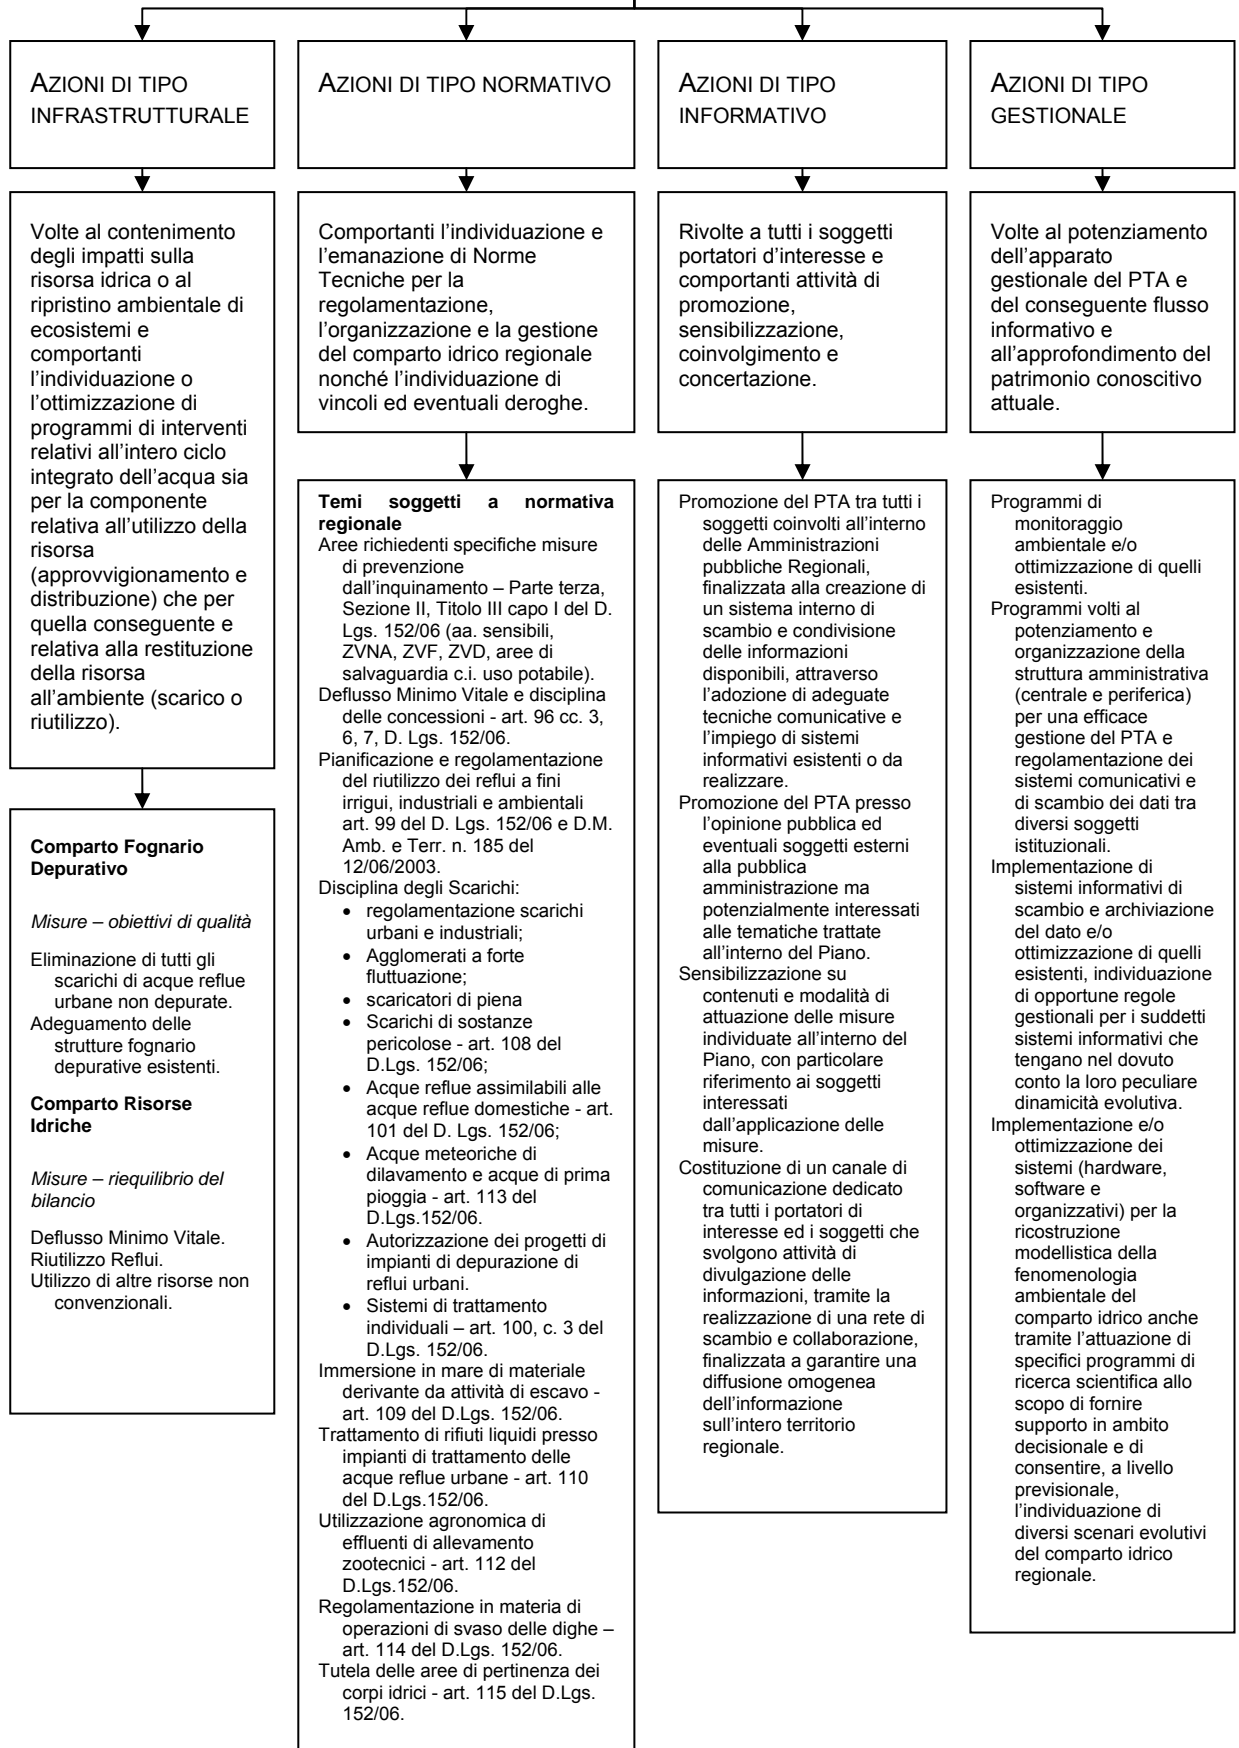 AZIONI DI TIPO
INFRASTRUTTURALE
Volte al contenimento
degli impatti sulla
risorsa idrica o al
ripristino ambientale di
ecosistemi e
comportanti
l'individuazione o
l'ottimizzazione di
programmi di interventi
relativi all'intero ciclo
integrato dell'acqua sia
per la componente
relativa all'utilizzo della
risorsa
(approvvigionamento e
distribuzione) che per
quella conseguente e
relativa alla restituzione
della risorsa
all'ambiente (scarico o
riutilizzo).
Comparto Fognario
Depurativo
Misure – obiettivi di qualità
Eliminazione di tutti gli
scarichi di acque reflue
urbane non depurate.
Adeguamento delle
strutture fognario
depurative esistenti.
Comparto Risorse
Idriche
Misure – riequilibrio del
bilancio
Deflusso Minimo Vitale.
Riutilizzo Reflui.
Utilizzo di altre risorse non
convenzionali.
AZIONI DI TIPO NORMATIVO
Comportanti l'individuazione e
l'emanazione di Norme
Tecniche per la
regolamentazione,
l'organizzazione e la gestione
del comparto idrico regionale
nonché l'individuazione di
vincoli ed eventuali deroghe.
Temi soggetti a normativa
regionale
Aree richiedenti specifiche misure
di prevenzione
dall'inquinamento – Parte terza,
Sezione II, Titolo III capo I del D.
Lgs. 152/06 (aa. sensibili,
ZVNA, ZVF, ZVD, aree di
salvaguardia c.i. uso potabile).
Deflusso Minimo Vitale e disciplina
delle concessioni - art. 96 cc. 3,
6, 7, D. Lgs. 152/06.
Pianificazione e regolamentazione
del riutilizzo dei reflui a fini
irrigui, industriali e ambientali
art. 99 del D. Lgs. 152/06 e D.M.
Amb. e Terr. n. 185 del
12/06/2003.
Disciplina degli Scarichi:
• regolamentazione scarichi
urbani e industriali;
• Agglomerati a forte
fluttuazione;
• scaricatori di piena
• Scarichi di sostanze
pericolose - art. 108 del
D.Lgs. 152/06;
• Acque reflue assimilabili alle
acque reflue domestiche - art.
101 del D. Lgs. 152/06;
• Acque meteoriche di
dilavamento e acque di prima
pioggia - art. 113 del
D.Lgs.152/06.
• Autorizzazione dei progetti di
impianti di depurazione di
reflui urbani.
• Sistemi di trattamento
individuali – art. 100, c. 3 del
D.Lgs. 152/06.
Immersione in mare di materiale
derivante da attività di escavo -
art. 109 del D.Lgs. 152/06.
Trattamento di rifiuti liquidi presso
impianti di trattamento delle
acque reflue urbane - art. 110
del D.Lgs.152/06.
Utilizzazione agronomica di
effluenti di allevamento
zootecnici - art. 112 del
D.Lgs.152/06.
Regolamentazione in materia di
operazioni di svaso delle dighe –
art. 114 del D.Lgs. 152/06.
Tutela delle aree di pertinenza dei
corpi idrici - art. 115 del D.Lgs.
152/06.
AZIONI DI TIPO
INFORMATIVO
Rivolte a tutti i soggetti
portatori d'interesse e
comportanti attività di
promozione,
sensibilizzazione,
coinvolgimento e
concertazione.
Promozione del PTA tra tutti i
soggetti coinvolti all'interno
delle Amministrazioni
pubbliche Regionali,
finalizzata alla creazione di
un sistema interno di
scambio e condivisione
delle informazioni
disponibili, attraverso
l'adozione di adeguate
tecniche comunicative e
l'impiego di sistemi
informativi esistenti o da
realizzare.
Promozione del PTA presso
l'opinione pubblica ed
eventuali soggetti esterni
alla pubblica
amministrazione ma
potenzialmente interessati
alle tematiche trattate
all'interno del Piano.
Sensibilizzazione su
contenuti e modalità di
attuazione delle misure
individuate all'interno del
Piano, con particolare
riferimento ai soggetti
interessati
dall'applicazione delle
misure.
Costituzione di un canale di
comunicazione dedicato
tra tutti i portatori di
interesse ed i soggetti che
svolgono attività di
divulgazione delle
informazioni, tramite la
realizzazione di una rete di
scambio e collaborazione,
finalizzata a garantire una
diffusione omogenea
dell'informazione
sull'intero territorio
regionale.
AZIONI DI TIPO
GESTIONALE
Volte al potenziamento
dell'apparato
gestionale del PTA e
del conseguente flusso
informativo e
all'approfondimento del
patrimonio conoscitivo
attuale.
Programmi di
monitoraggio
ambientale e/o
ottimizzazione di quelli
esistenti.
Programmi volti al
potenziamento e
organizzazione della
struttura amministrativa
(centrale e periferica)
per una efficace
gestione del PTA e
regolamentazione dei
sistemi comunicativi e
di scambio dei dati tra
diversi soggetti
istituzionali.
Implementazione di
sistemi informativi di
scambio e archiviazione
del dato e/o
ottimizzazione di quelli
esistenti, individuazione
di opportune regole
gestionali per i suddetti
sistemi informativi che
tengano nel dovuto
conto la loro peculiare
dinamicità evolutiva.
Implementazione e/o
ottimizzazione dei
sistemi (hardware,
software e
organizzativi) per la
ricostruzione
modellistica della
fenomenologia
ambientale del
comparto idrico anche
tramite l'attuazione di
specifici programmi di
ricerca scientifica allo
scopo di fornire
supporto in ambito
decisionale e di
consentire, a livello
previsionale,
l'individuazione di
diversi scenari evolutivi
del comparto idrico
regionale.